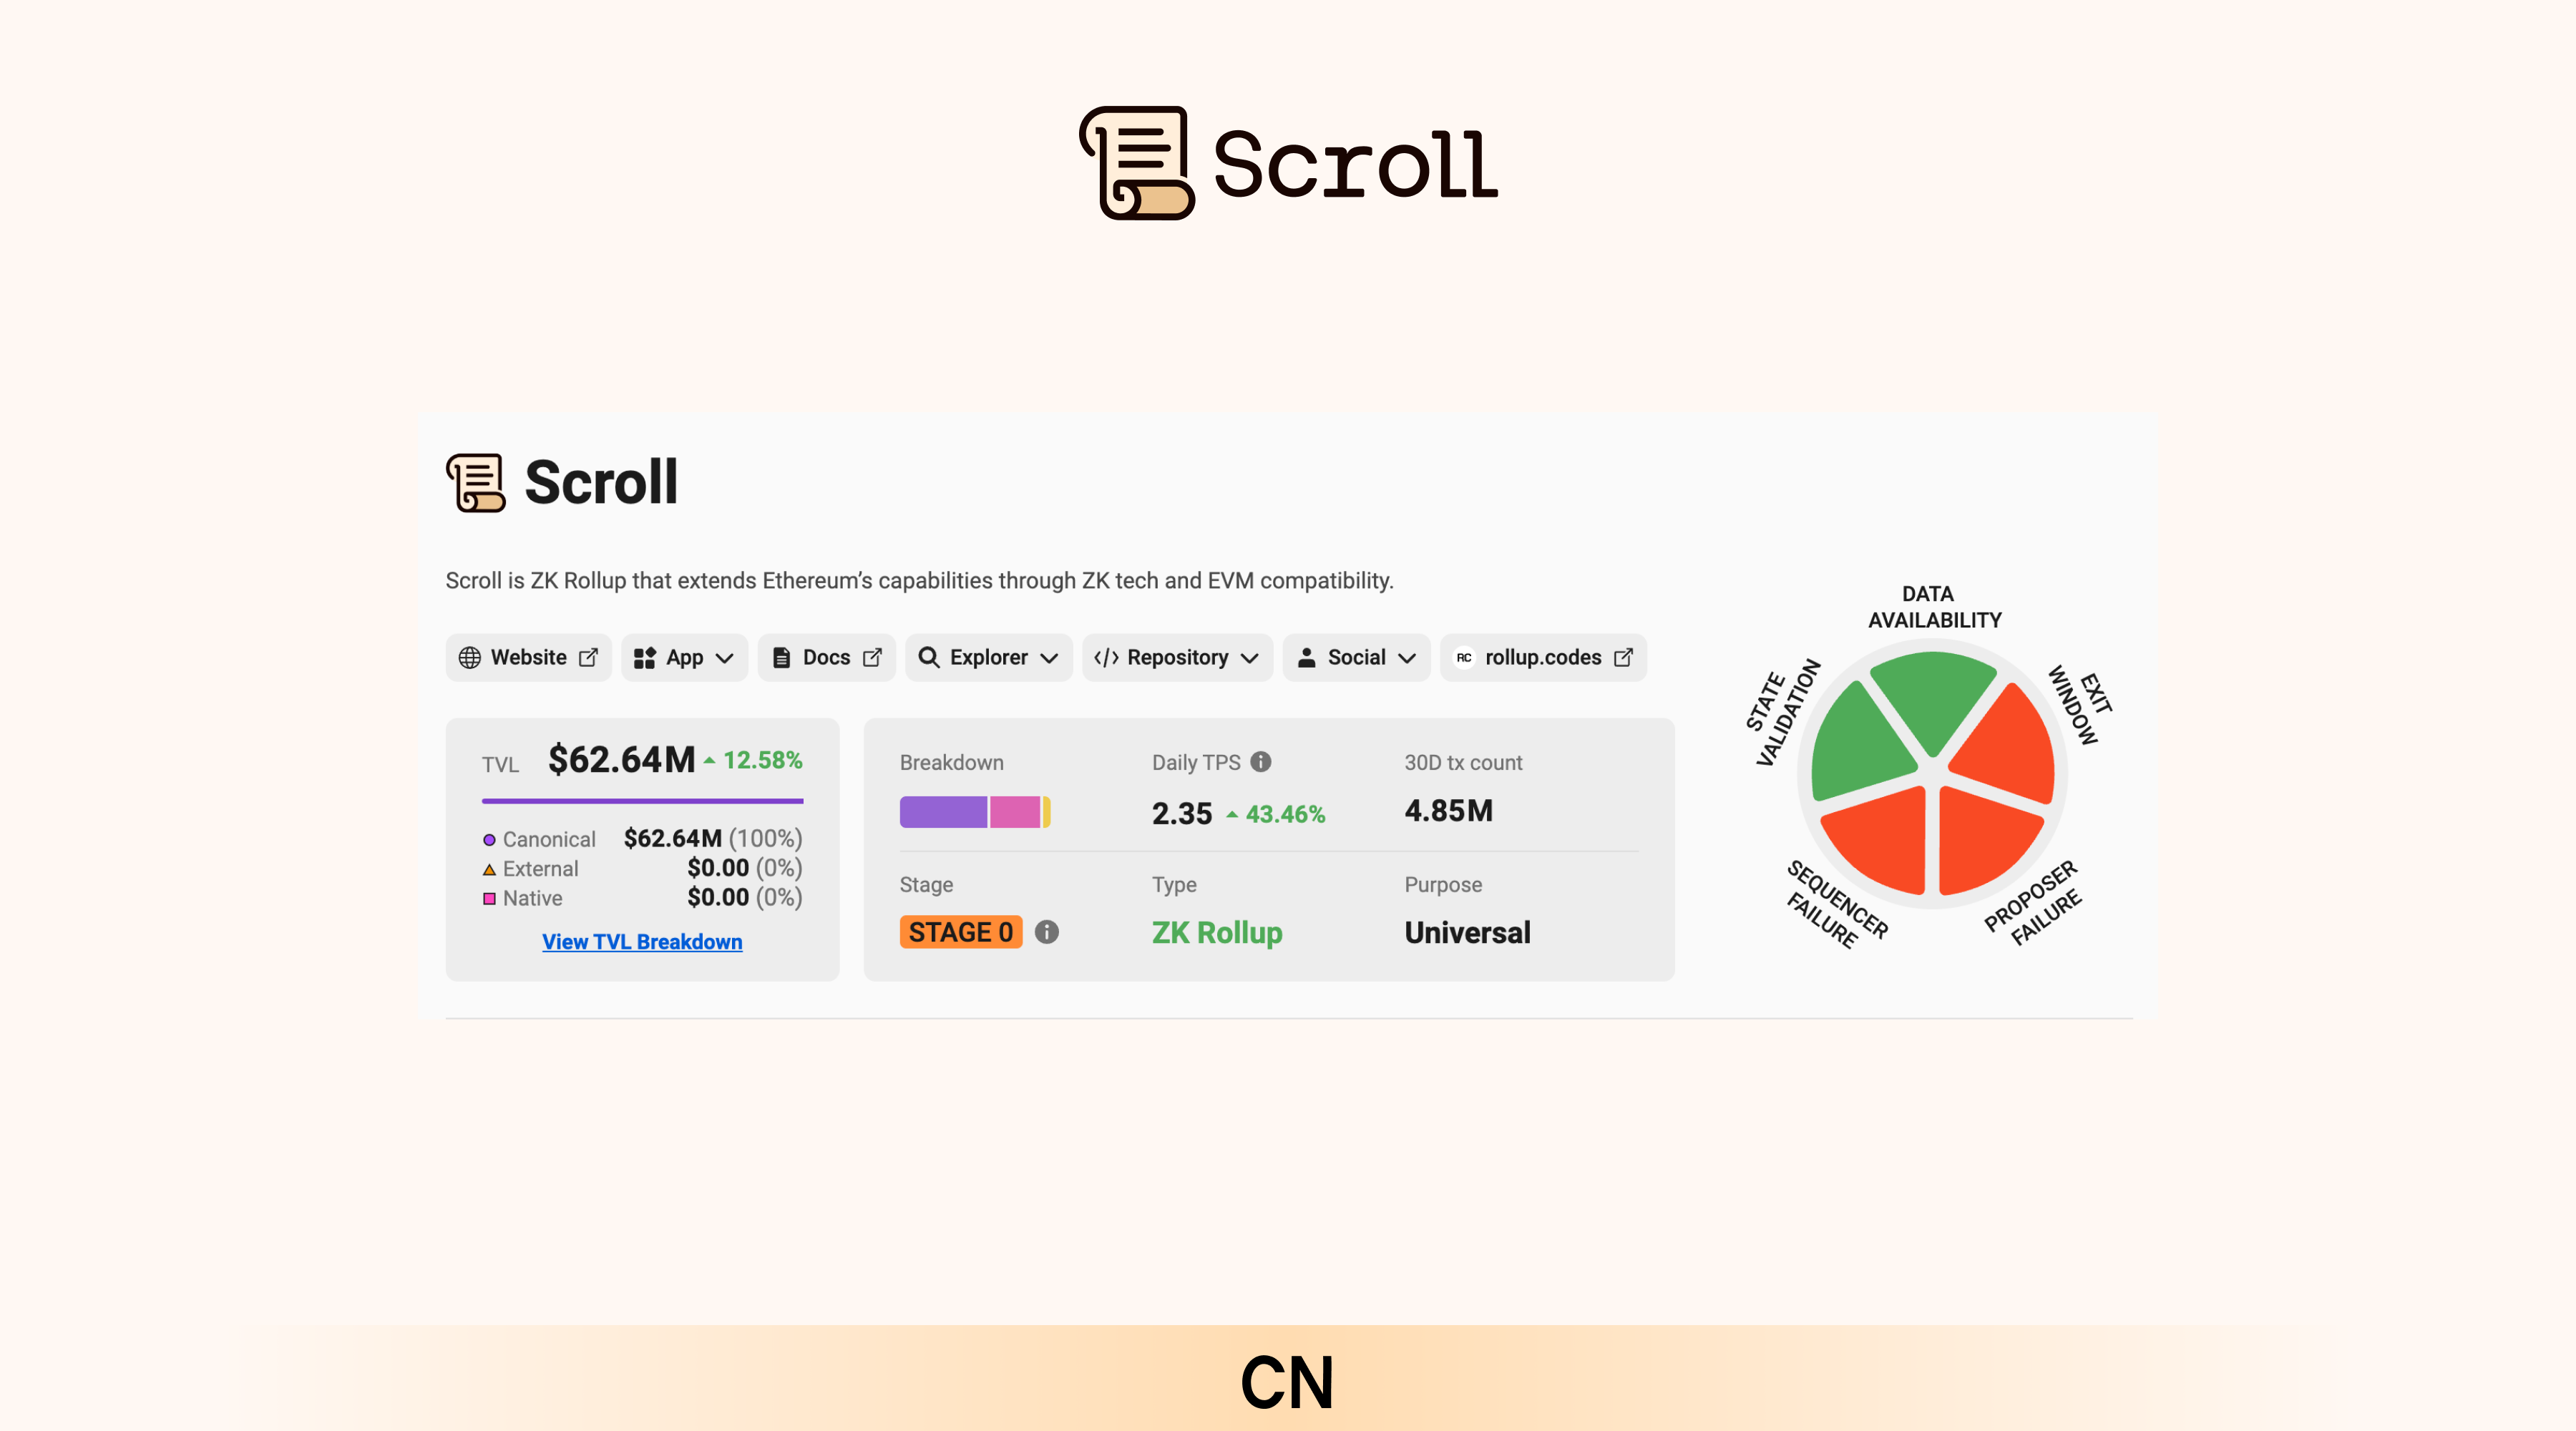 Scroll
Scroll
Scroll is ZK Rollup that extends Ethereum’s capabilities through ZK tech and EVM compatibility.
Website
App
Docs
Explorer
</> Repository
Social
RC rollup.codes
TVL $62.64M 12.58%
Canonical $62.64M (100%)
External $0.00 (0%)
Native $0.00 (0%)
View TVL Breakdown
Breakdown
Daily TPS
2.35 43.46%
30D tx count
4.85M
Stage
STAGE 0
Type
ZK Rollup
Purpose
Universal
DATA
AVAILABILITY
STATE
VALIDATION
EXIT
WINDOW
SEQUENCER
FAILURE
PROPOSER
FAILURE
CN